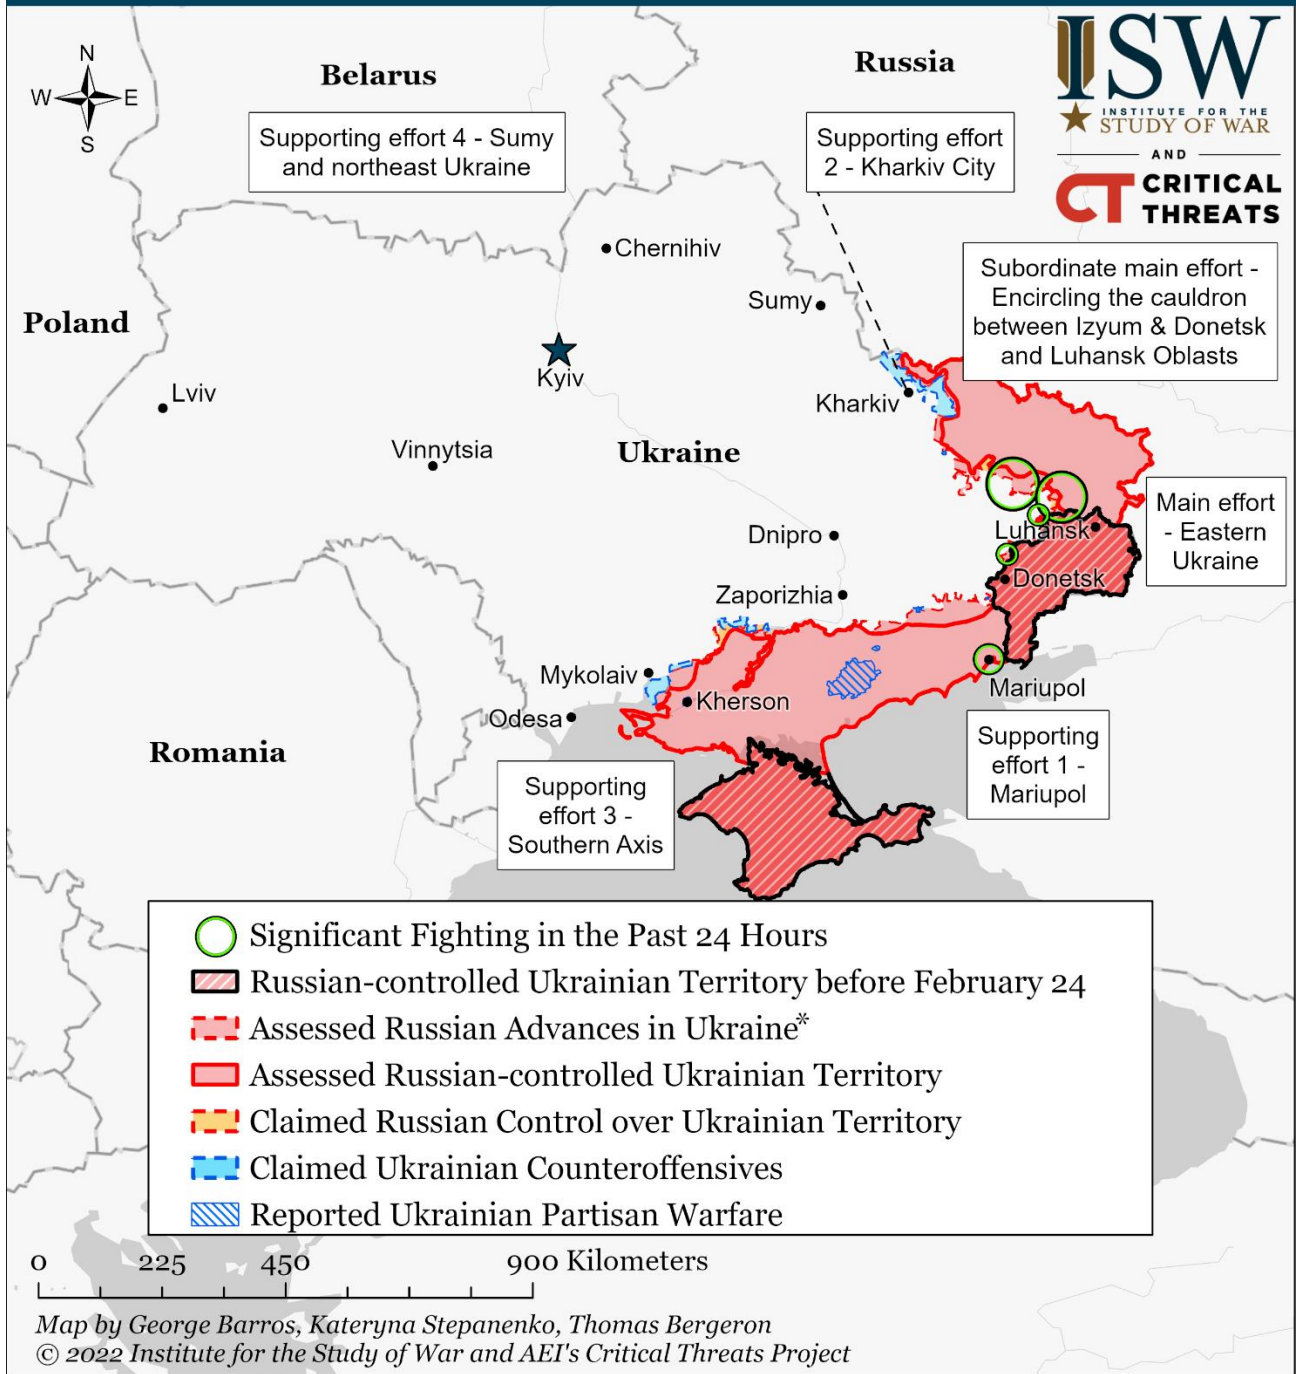 N
W
E
S
Belarus
Russia
ISW
INSTITUTE FOR THE
STUDY OF WAR
AND
CT CRITICAL
THREATS
Supporting effort 4 - Sumy
and northeast Ukraine
Supporting effort
2 - Kharkiv City
Subordinate main effort -
Encircling the cauldron
between Izyum & Donetsk
and Luhansk Oblasts
Chernihiv
Sumy
Poland
Kyiv
Lviv
Kharkiv
Vinnytsia
Ukraine
Main effort
- Eastern
Ukraine
Dnipro
Luhansk
Donetsk
Zaporizhia
Mykolaiv
Mariupol
Kherson
Odesa
Romania
Supporting
effort 1 -
Mariupol
Supporting
effort 3 -
Southern Axis
Significant Fighting in the Past 24 Hours
Russian-controlled Ukrainian Territory before February 24
Assessed Russian Advances in Ukraine*
Assessed Russian-controlled Ukrainian Territory
Claimed Russian Control over Ukrainian Territory
Claimed Ukrainian Counteroffensives
Reported Ukrainian Partisan Warfare
0 225 450 900 Kilometers
Map by George Barros, Kateryna Stepanenko, Thomas Bergeron
© 2022 Institute for the Study of War and AEI's Critical Threats Project